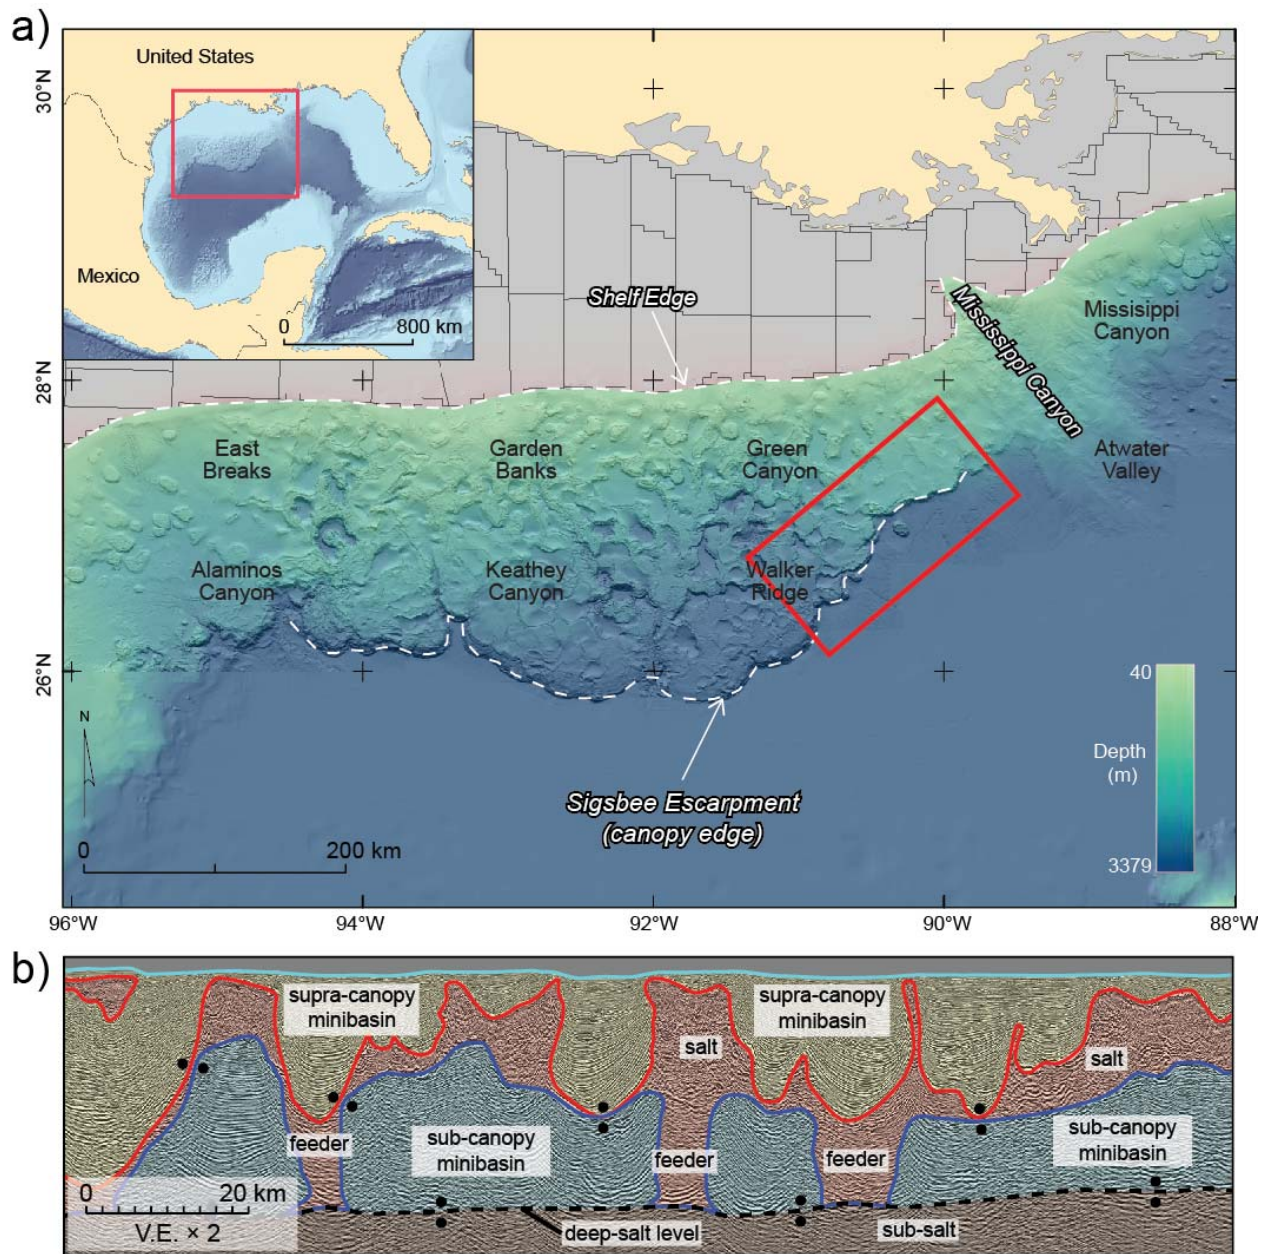 a)
United States
Mexico
0
800 km
30°N
28°N
26°N
Shelf Edge
Mississippi Canyon
Missisippi
Canyon
East
Breaks
Garden
Banks
Green
Canyon
Atwater
Valley
Alaminos
Canyon
Keathey
Canyon
Walker
Ridge
N
0
200 km
Sigsbee Escarpment
(canopy edge)
40
Depth
(m)
3379
96°W
94°W
92°W
90°W
88°W
b)
supra-canopy
minibasin
supra-canopy
minibasin
salt
salt
feeder
sub-canopy
minibasin
feeder
feeder
sub-canopy
minibasin
0
20 km
V.E. × 2
deep-salt level
sub-salt